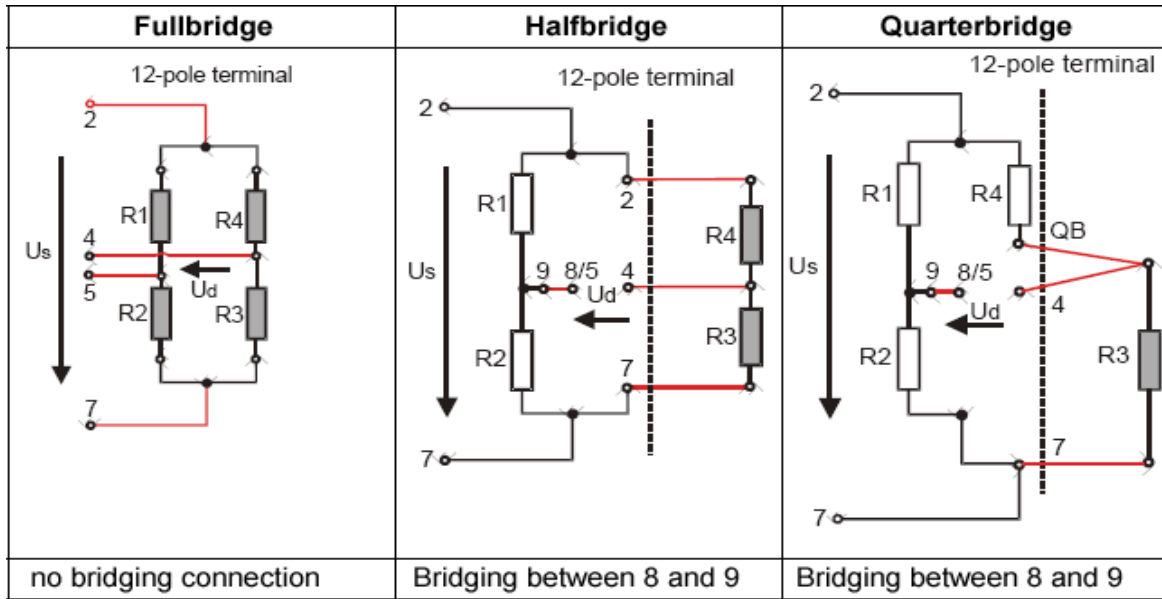 Fullbridge
Halfbridge
Quarterbridge
12-pole terminal
2
R1
R4
4
Us
5
Ud
R2
R3
7
no bridging connection
12-pole terminal
2
R1
2
R4
Us
9
8/5
4
Ud
R2
R3
7
7
Bridging between 8 and 9
12-pole terminal
2
R1
R4
QB
Us
9
8/5
4
Ud
R2
R3
7
7
Bridging between 8 and 9